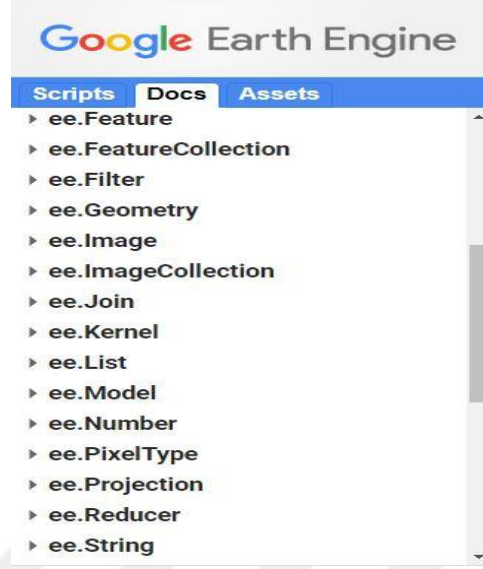 Google Earth Engine
Scripts Docs Assets
ee.Feature
ee.FeatureCollection
ee.Filter
ee.Geometry
ee.Image
ee.ImageCollection
ee.Join
ee.Kernel
ee.List
ee.Model
ee.Number
ee.PixelType
ee.Projection
ee.Reducer
ee.String